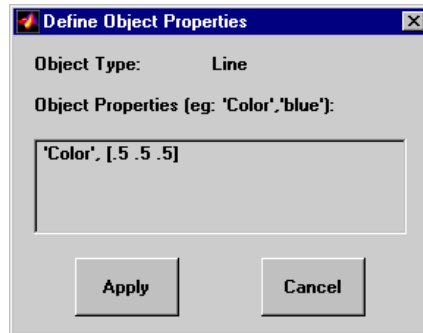 Define Object Properties
Object Type: Line
Object Properties (eg: 'Color','blue'):
'Color', [.5 .5 .5]
Apply Cancel